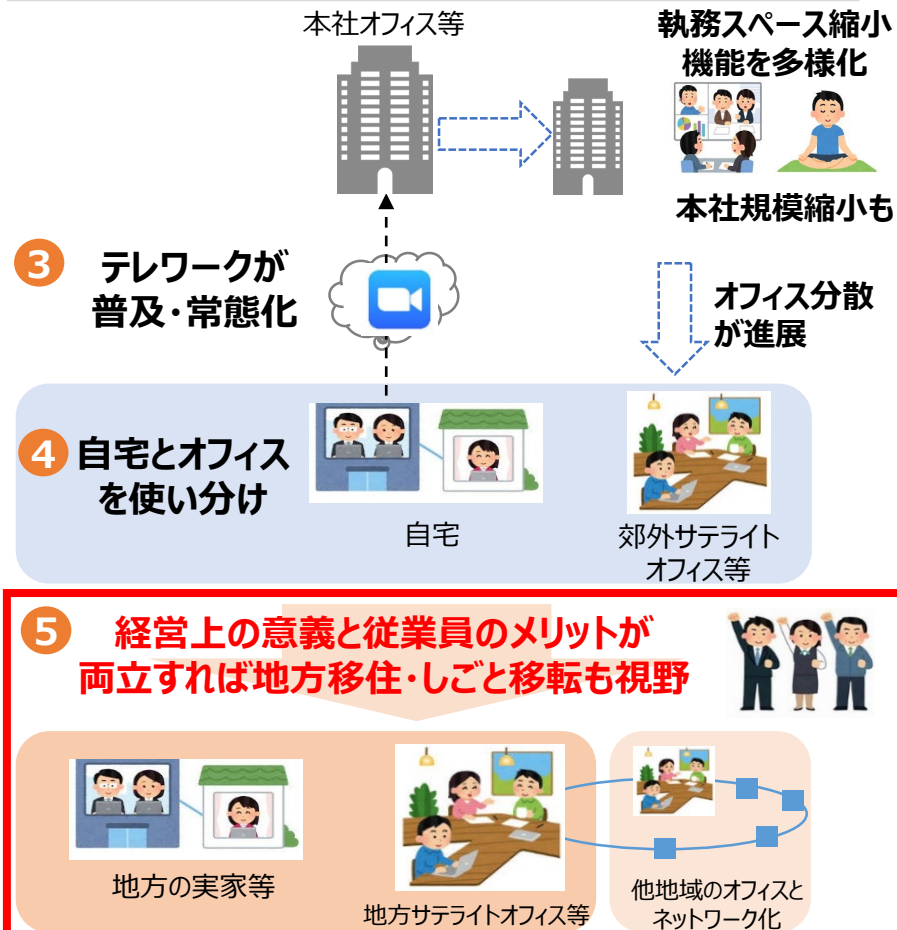 本社オフィス等
執務スペース縮小
機能を多様化
本社規模縮小も
③
テレワークが
普及・常態化
オフィス分散
が進展
④ 自宅とオフィス
を使い分け
自宅
郊外サテライト
オフィス等
⑤ 経営上の意義と従業員のメリットが
両立すれば地方移住・しごと移転も視野
地方の実家等
地方サテライトオフィス等
他地域のオフィスと
ネットワーク化